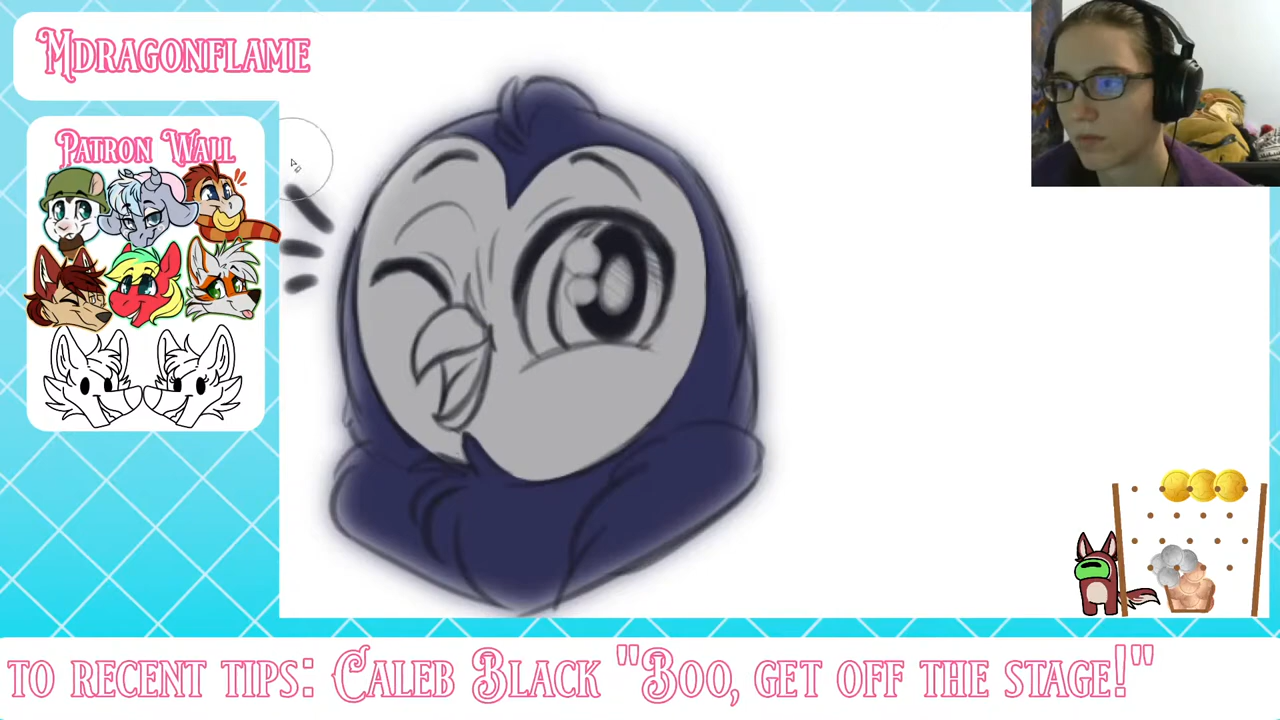 Mdragonflame
Patron Wall
to recent tips: Caleb Black "Boo, get off the stage!"